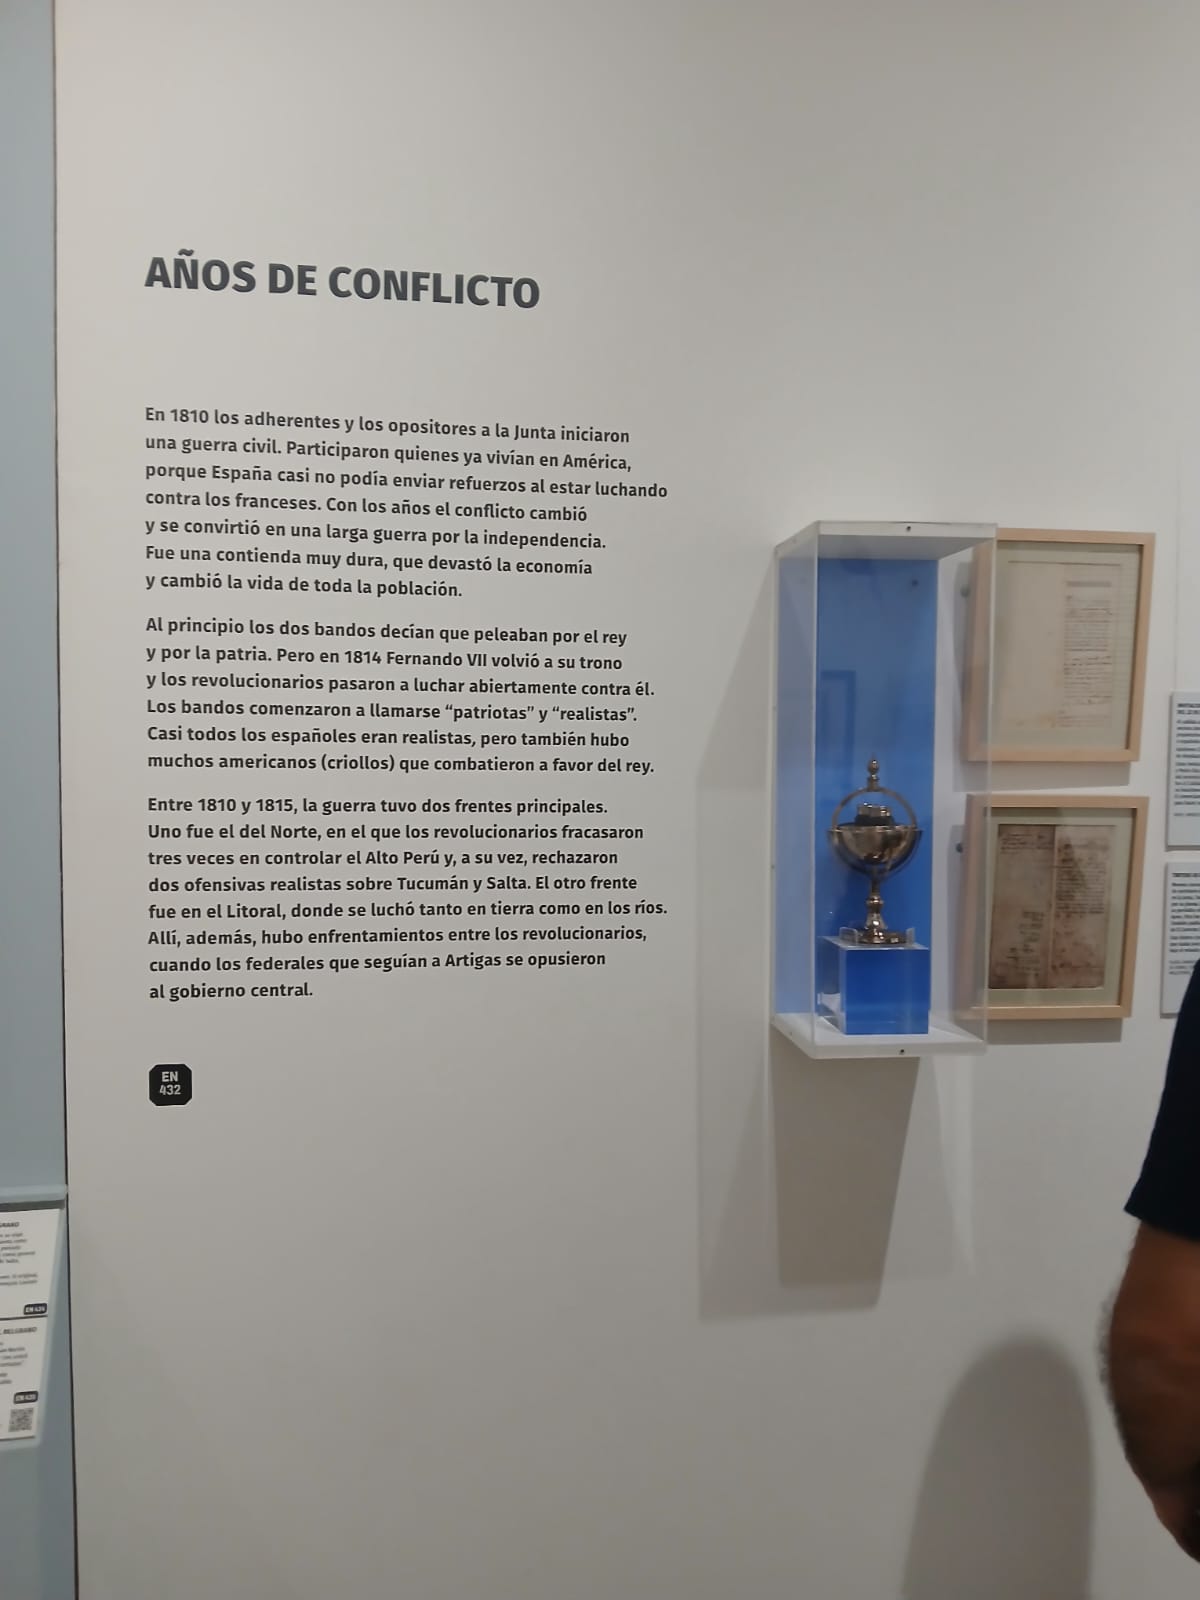 AÑOS DE CONFLICTO
En 1810 los adherentes y los opositores a la Junta iniciaron
una guerra civil. Participaron quienes ya vivían en América,
porque España casi no podía enviar refuerzos al estar luchando
contra los franceses. Con los años el conflicto cambió
y se convirtió en una larga guerra por la independencia.
Fue una contienda muy dura, que devastó la economía
y cambió la vida de toda la población.
Al principio los dos bandos decían que peleaban por el rey
y por la patria. Pero en 1814 Fernando VII volvió a su trono
y los revolucionarios pasaron a luchar abiertamente contra él.
Los bandos comenzaron a llamarse “patriotas” y “realistas”.
Casi todos los españoles eran realistas, pero también hubo
muchos americanos (criollos) que combatieron a favor del rey.
Entre 1810 y 1815, la guerra tuvo dos frentes principales.
Uno fue el del Norte, en el que los revolucionarios fracasaron
tres veces en controlar el Alto Perú y, a su vez, rechazaron
dos ofensivas realistas sobre Tucumán y Salta. El otro frente
fue en el Litoral, donde se luchó tanto en tierra como en los ríos.
Allí, además, hubo enfrentamientos entre los revolucionarios,
cuando los federales que seguían a Artigas se opusieron
al gobierno central.
EN
432
BELGRANO